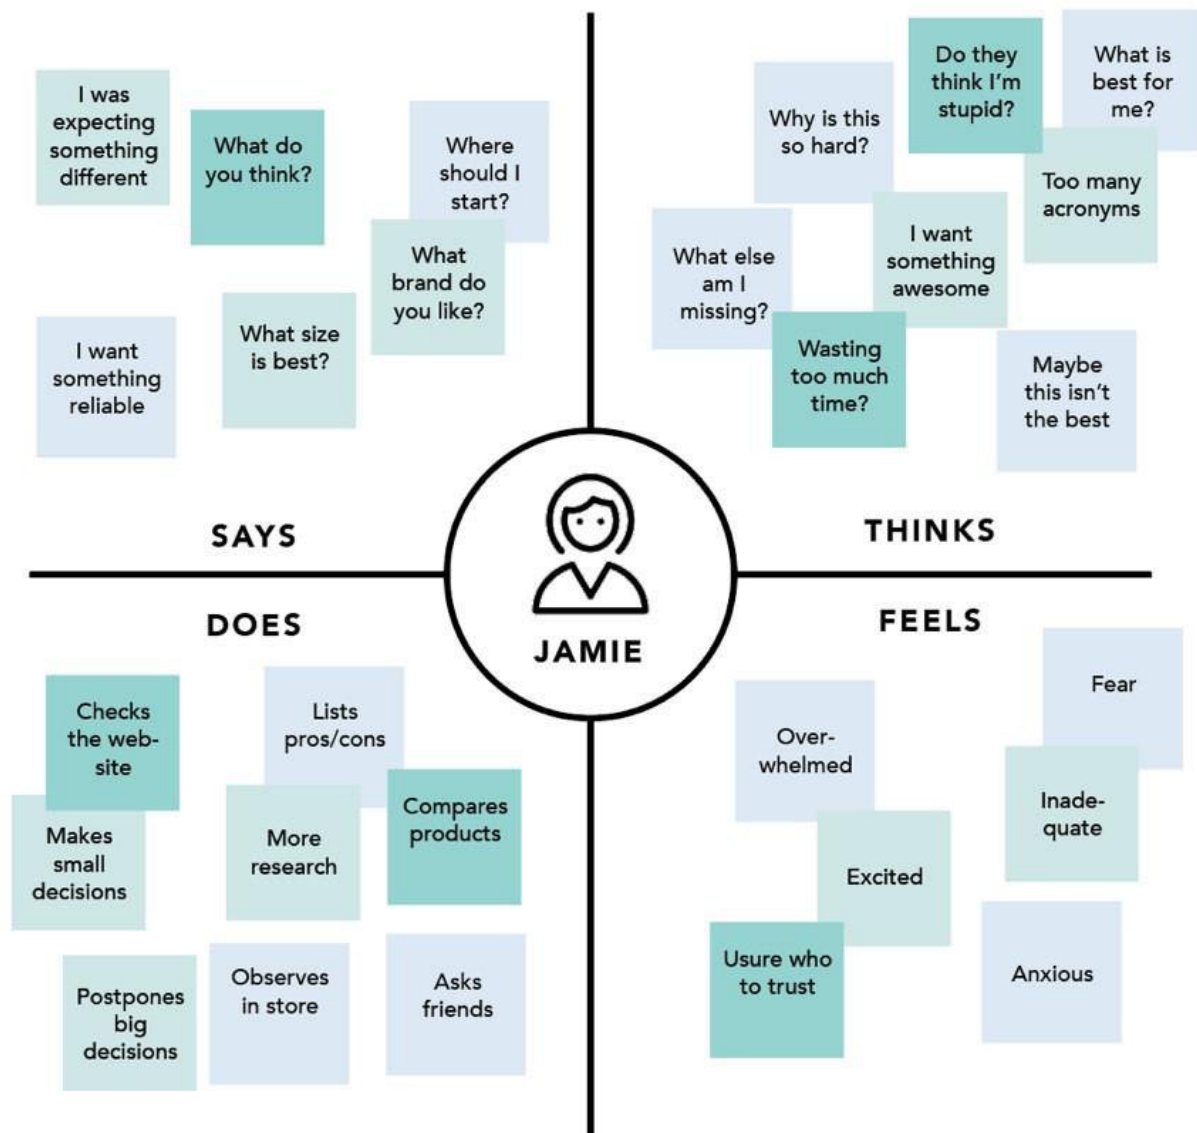 I was
expecting
something
different
What do
you think?
Where
should I
start?
What
brand do
you like?
What size
is best?
I want
something
reliable
SAYS
Do they
think I'm
stupid?
What is
best for
me?
Why is this
so hard?
Too many
acronyms
I want
something
awesome
What else
am I
missing?
Wasting
too much
time?
Maybe
this isn't
the best
THINKS
JAMIE
DOES
Checks
the web-
site
Lists
pros/cons
Compares
products
Makes
small
decisions
More
research
Postpones
big
decisions
Observes
in store
Asks
friends
FEELS
Fear
Over-
whelmed
Inade-
quate
Excited
Usure who
to trust
Anxious